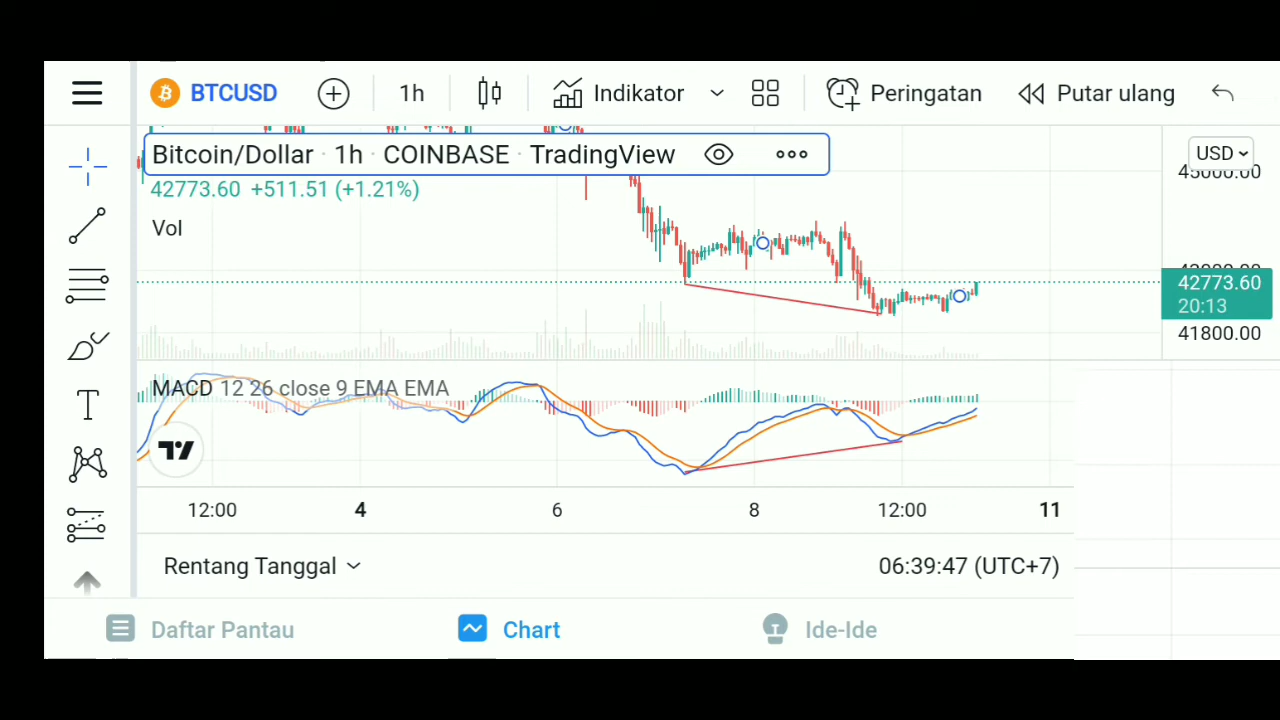 BTCUSD 1h Indikator Peringatan Putar ulang
Bitcoin/Dollar · 1h · COINBASE · TradingView
USD
45000.00
42773.60 +511.51 (+1.21%)
Vol
42773.60
20:13
41800.00
MACD 12 26 close 9 EMA EMA
T
12:00 4 6 8 12:00 11
Rentang Tanggal 06:39:47 (UTC+7)
Daftar Pantau Chart Ide-Ide